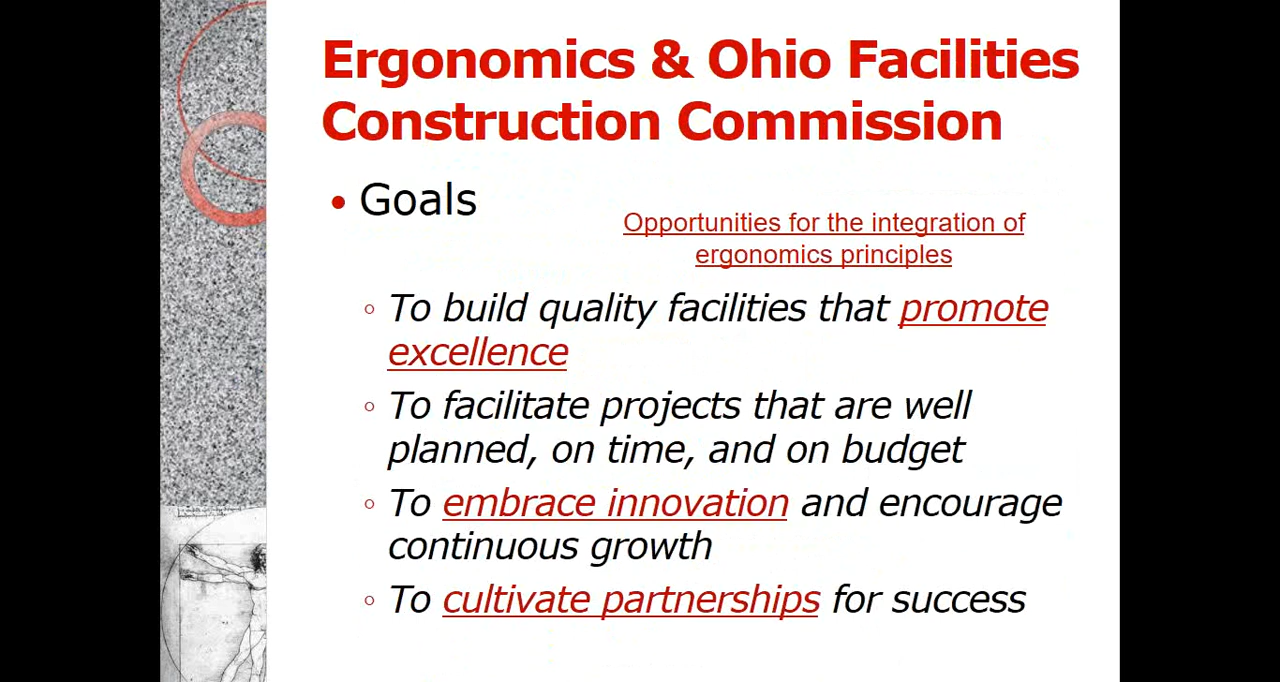 Ergonomics & Ohio Facilities
Construction Commission
• Goals
Opportunities for the integration of
ergonomics principles
◦ To build quality facilities that promote
excellence
◦ To facilitate projects that are well
planned, on time, and on budget
◦ To embrace innovation and encourage
continuous growth
◦ To cultivate partnerships for success